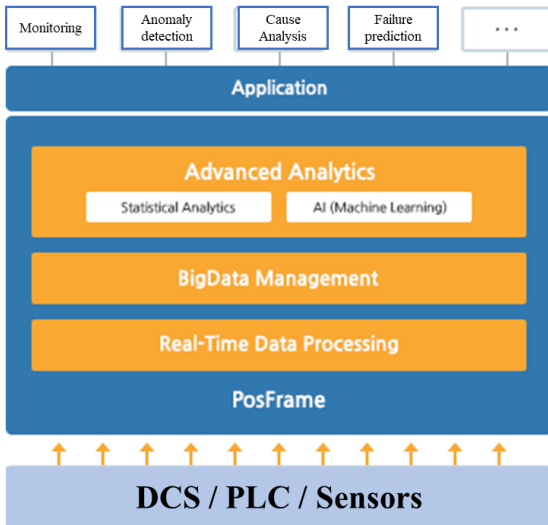 Monitoring
Anomaly
detection
Cause
Analysis
Failure
prediction
...
Application
Advanced Analytics
Statistical Analytics
AI (Machine Learning)
BigData Management
Real-Time Data Processing
PosFrame
DCS / PLC / Sensors